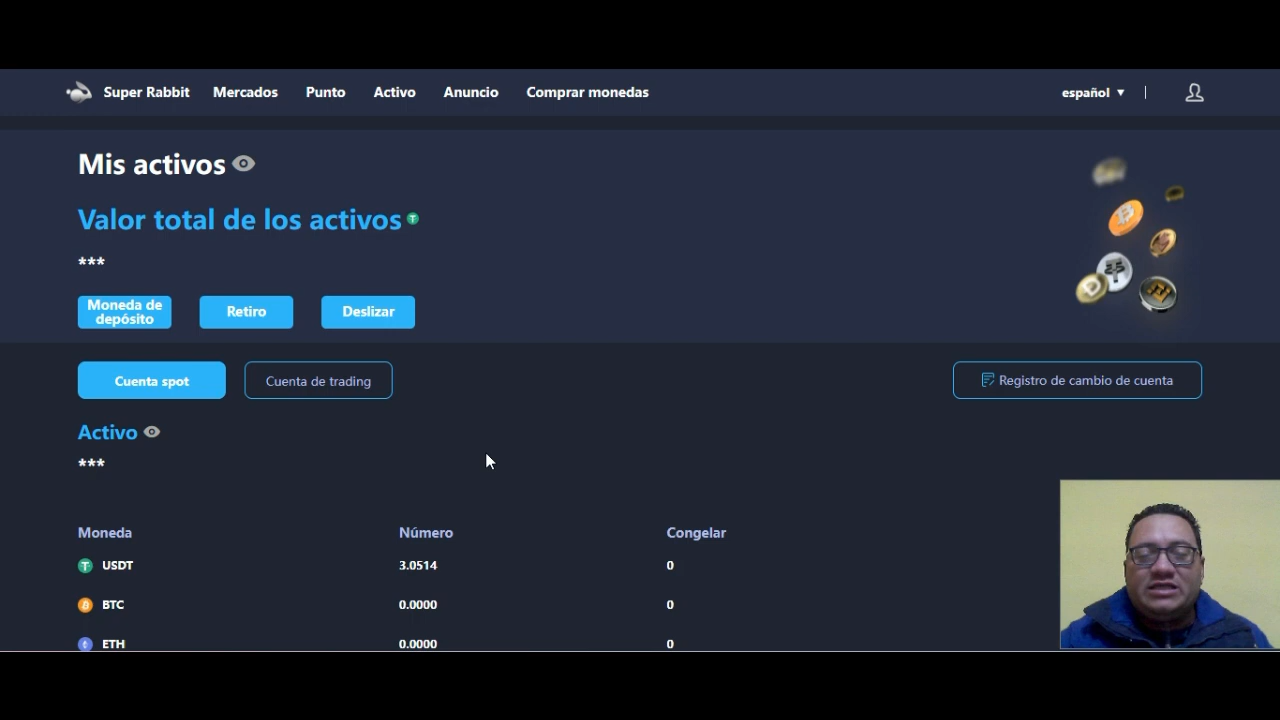 Super Rabbit Mercados Punto Activo Anuncio Comprar monedas español
Mis activos
Valor total de los activos
***
Moneda de
depósito
Retiro
Deslizar
Cuenta spot
Cuenta de trading
Registro de cambio de cuenta
Activo
***
Moneda Número Congelar
USDT 3.0514 0
BTC 0.0000 0
ETH 0.0000 0